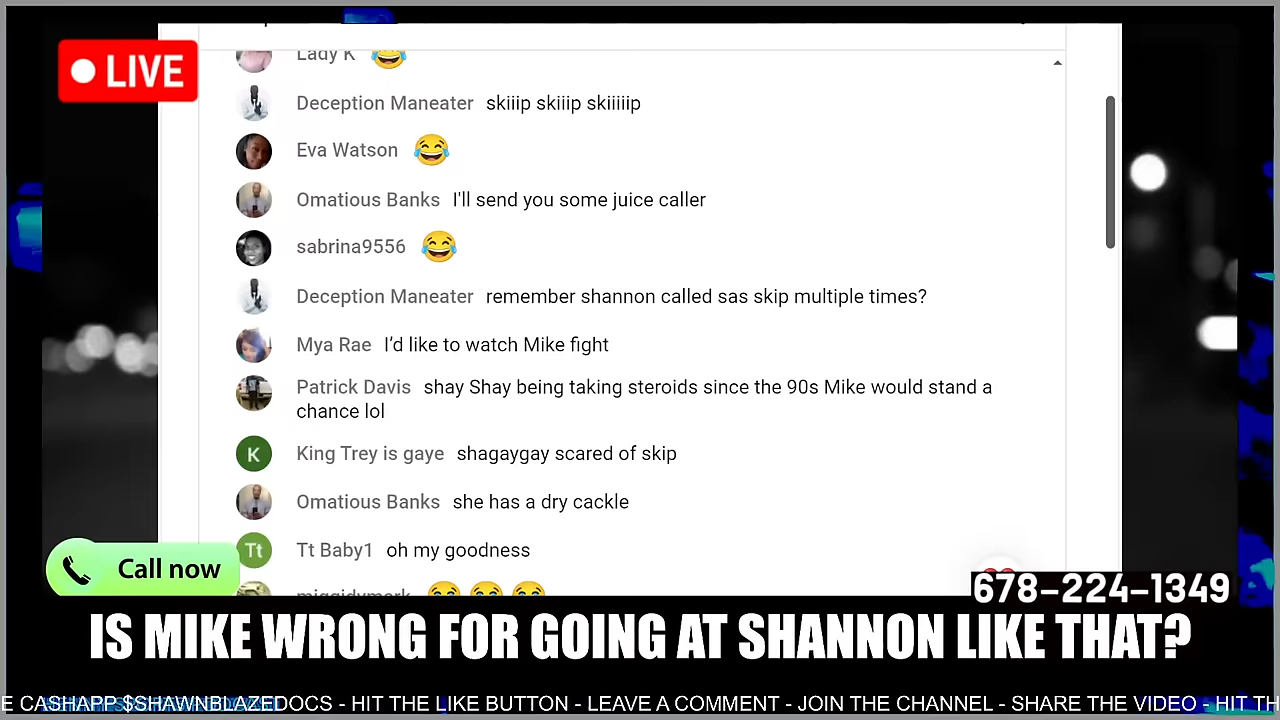 LIVE
Lady K
Deception Maneater skiiip skiiip skiiiiip
Eva Watson
Omatious Banks I'll send you some juice caller
sabrina9556
Deception Maneater remember shannon called sas skip multiple times?
Mya Rae I'd like to watch Mike fight
Patrick Davis shay Shay being taking steroids since the 90s Mike would stand a
chance lol
K King Trey is gaye shagaygay scared of skip
Omatious Banks she has a dry cackle
Tt Tt Baby1 oh my goodness
miggidymark
Call now
678-224-1349
IS MIKE WRONG FOR GOING AT SHANNON LIKE THAT?
E CASHAPP $SHAWNBLAZEDOCS - HIT THE LIKE BUTTON - LEAVE A COMMENT - JOIN THE CHANNEL - SHARE THE VIDEO - HIT TH